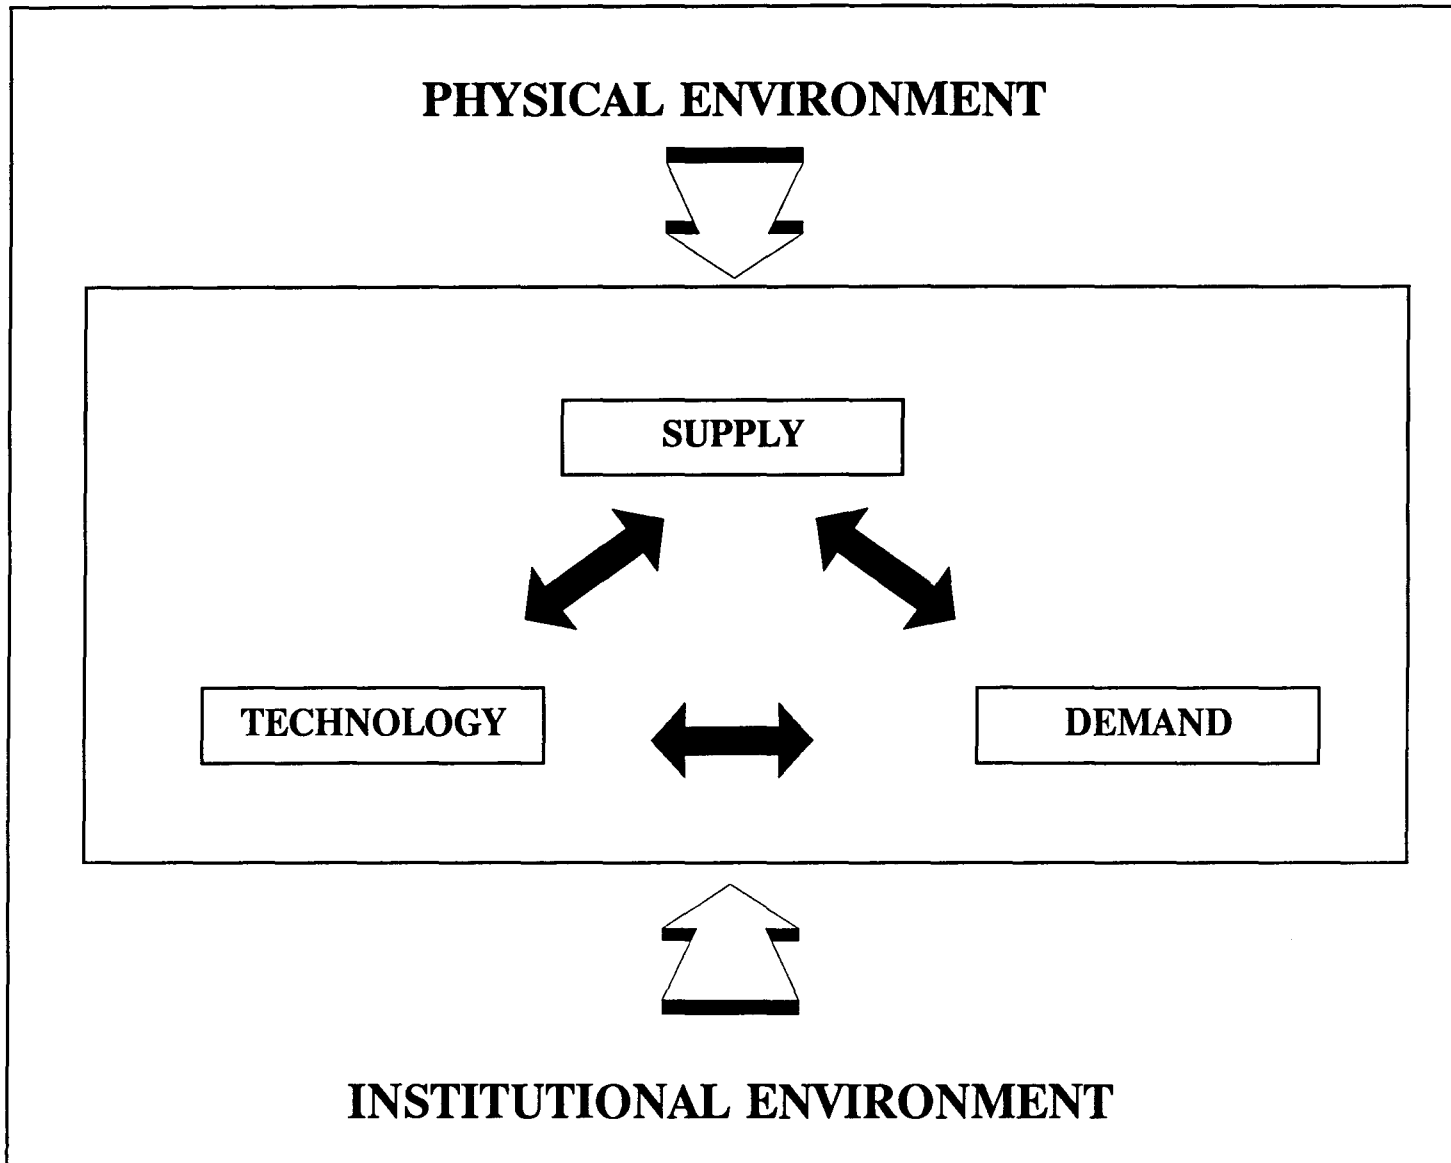 PHYSICAL ENVIRONMENT
SUPPLY
TECHNOLOGY
DEMAND
INSTITUTIONAL ENVIRONMENT